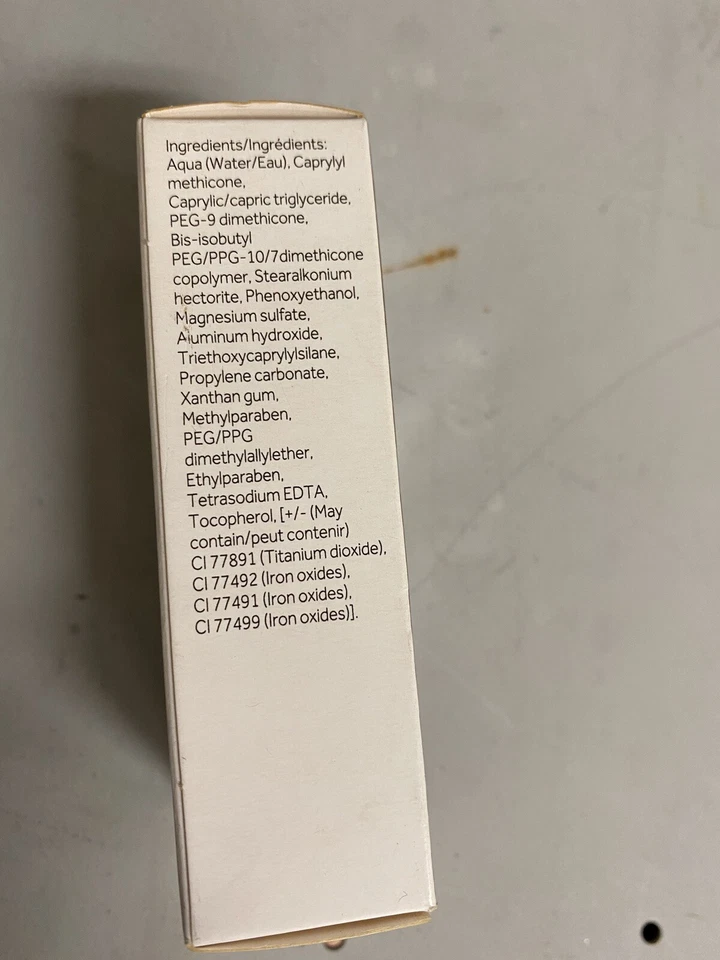 Ingredients/Ingrédients:
Aqua (Water/Eau), Caprylyl
methicone,
Caprylic/capric triglyceride,
PEG-9 dimethicone,
Bis-isobutyl
PEG/PPG-10/7dimethicone
copolymer, Stearalkonium
hectorite, Phenoxyethanol,
Magnesium sulfate,
Aluminum hydroxide,
Triethoxycaprylylsilane,
Propylene carbonate,
Xanthan gum,
Methylparaben,
PEG/PPG
dimethylallylether,
Ethylparaben,
Tetrasodium EDTA,
Tocopherol, [+/- (May
contain/peut contenir)
CI 77891 (Titanium dioxide),
CI 77492 (Iron oxides),
CI 77491 (Iron oxides),
CI 77499 (Iron oxides)].